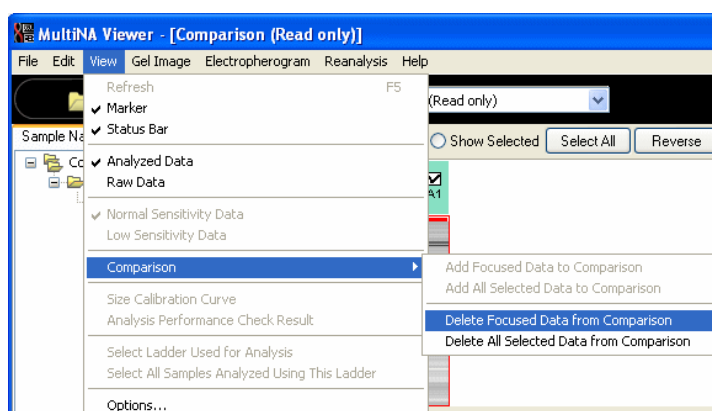 MultiNA Viewer - [Comparison (Read only)]
File Edit View Gel Image Electropherogram Reanalysis Help
Refresh F5
(Read only)
Marker
Status Bar
Sample Na
Show Selected Select All Reverse
Analyzed Data
Raw Data
Co
A1
Normal Sensitivity Data
Low Sensitivity Data
Comparison
Add Focused Data to Comparison
Add All Selected Data to Comparison
Delete Focused Data from Comparison
Delete All Selected Data from Comparison
Size Calibration Curve
Analysis Performance Check Result
Select Ladder Used for Analysis
Select All Samples Analyzed Using This Ladder
Options...